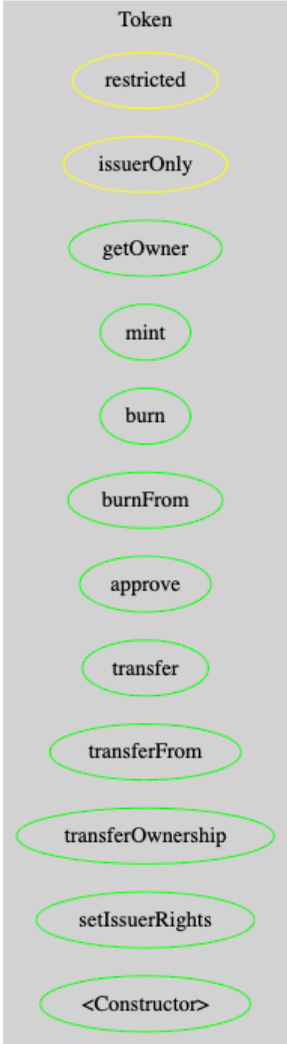 Token
restricted
issuerOnly
getOwner
mint
burn
burnFrom
approve
transfer
transferFrom
transferOwnership
setIssuerRights
<Constructor>